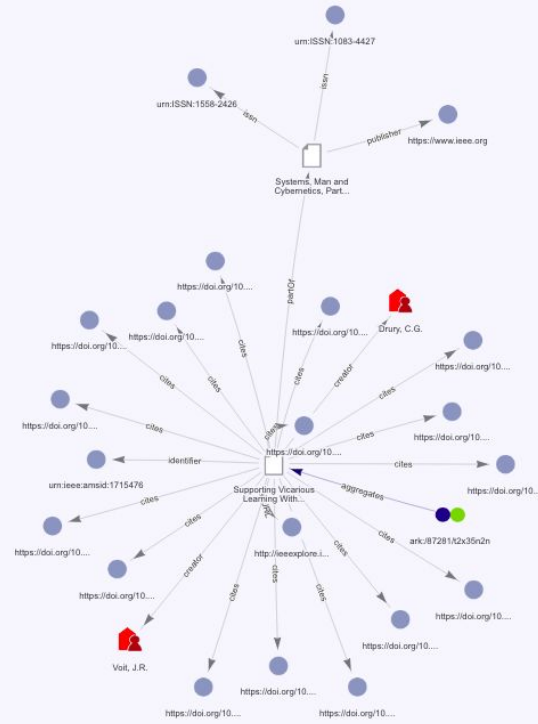 urn:ISSN:1083-4427
issn
urn:ISSN:1558-2426
issn
publisher
https://www.ieee.org
Systems, Man and
Cybernetics, Part...
partOf
https://doi.org/10....
cites
https://doi.org/10....
cites
https://doi.org/10....
cites
https://doi.org/10....
cites
Drury, C.G.
creator
https://doi.org/10....
cites
https://doi.org/10....
cites
https://doi.org/10....
cites
https://doi.org/10....
cites
identifier
urn:ieee:amsid:1715476
cites
https://doi.org/10....
Supporting Vicarious
Learning With...
aggregates
ark:/87281/t2x35n2n
cites
https://doi.org/10....
cites
https://doi.org/10....
http://ieeexplore.i...
creator
Voit, J.R.
cites
https://doi.org/10....
cites
https://doi.org/10....
cites
https://doi.org/10....
cites
https://doi.org/10....
cites
https://doi.org/10....